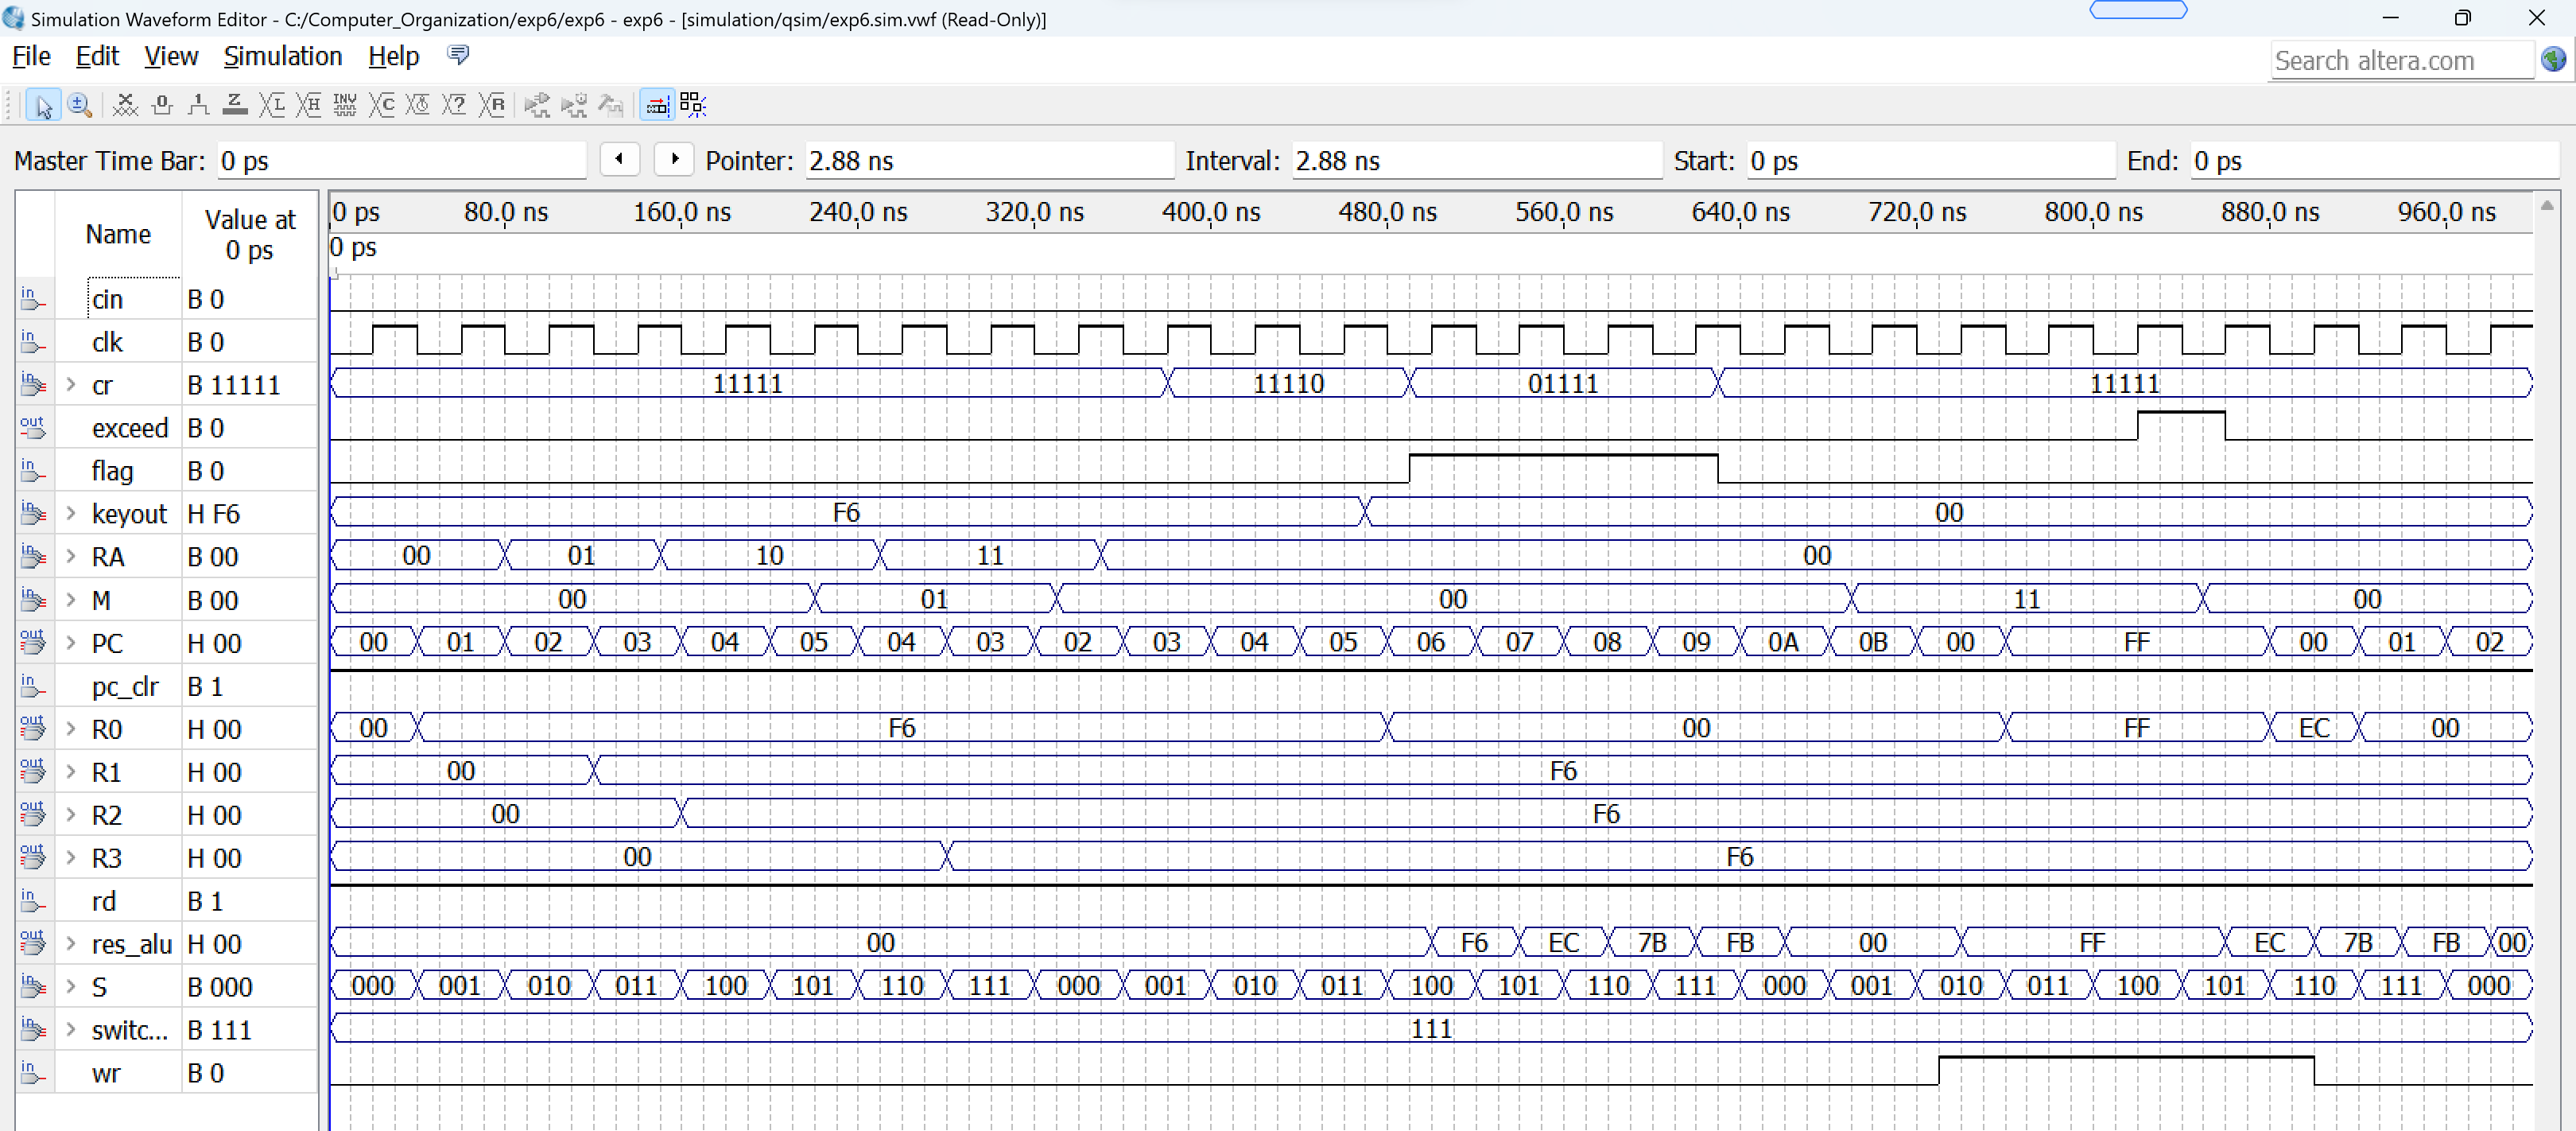 Simulation Waveform Editor - C:/Computer_Organization/exp6/exp6 - exp6 - [simulation/qsim/exp6.sim.vwf (Read-Only)]
File Edit View Simulation Help
Search altera.com
X 0 1 Z XL XH INV XC X? XR
Master Time Bar: 0 ps Pointer: 2.88 ns Interval: 2.88 ns Start: 0 ps End: 0 ps
Name Value at 0 ps
0 ps 80.0 ns 160.0 ns 240.0 ns 320.0 ns 400.0 ns 480.0 ns 560.0 ns 640.0 ns 720.0 ns 800.0 ns 880.0 ns 960.0 ns
0 ps
in cin B 0
in clk B 0
in cr B 11111 11111 11110 01111 11111
out exceed B 0
in flag B 0
in keyout H F6 F6 00
in RA B 00 00 01 10 11 00
in M B 00 00 01 00 11 00
out PC H 00 00 01 02 03 04 05 04 03 02 03 04 05 06 07 08 09 0A 0B 00 FF 00 01 02
in pc_clr B 1
out R0 H 00 00 F6 00 FF EC 00
out R1 H 00 00 F6
out R2 H 00 00 F6
out R3 H 00 00 F6
in rd B 1
out res_alu H 00 00 F6 EC 7B FB 00 FF EC 7B FB 00
in S B 000 000 001 010 011 100 101 110 111 000 001 010 011 100 101 110 111 000 001 010 011 100 101 110 111 000
in switc... B 111 111
in wr B 0